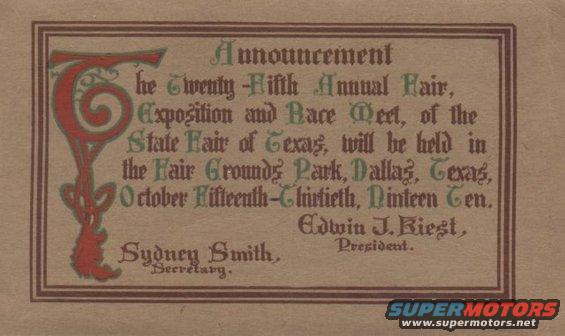 Announcement
The Twenty-Fifth Annual Fair,
Exposition and Race Meet, of the
State Fair of Texas, will be held in
the Fair Grounds Park, Dallas, Texas,
October Fifteenth-Thirtieth, Ninteen Ten.
Edwin J. Kiest,
President.
Sydney Smith,
Secretary.
SUPERMOTORS
www.supermotors.net